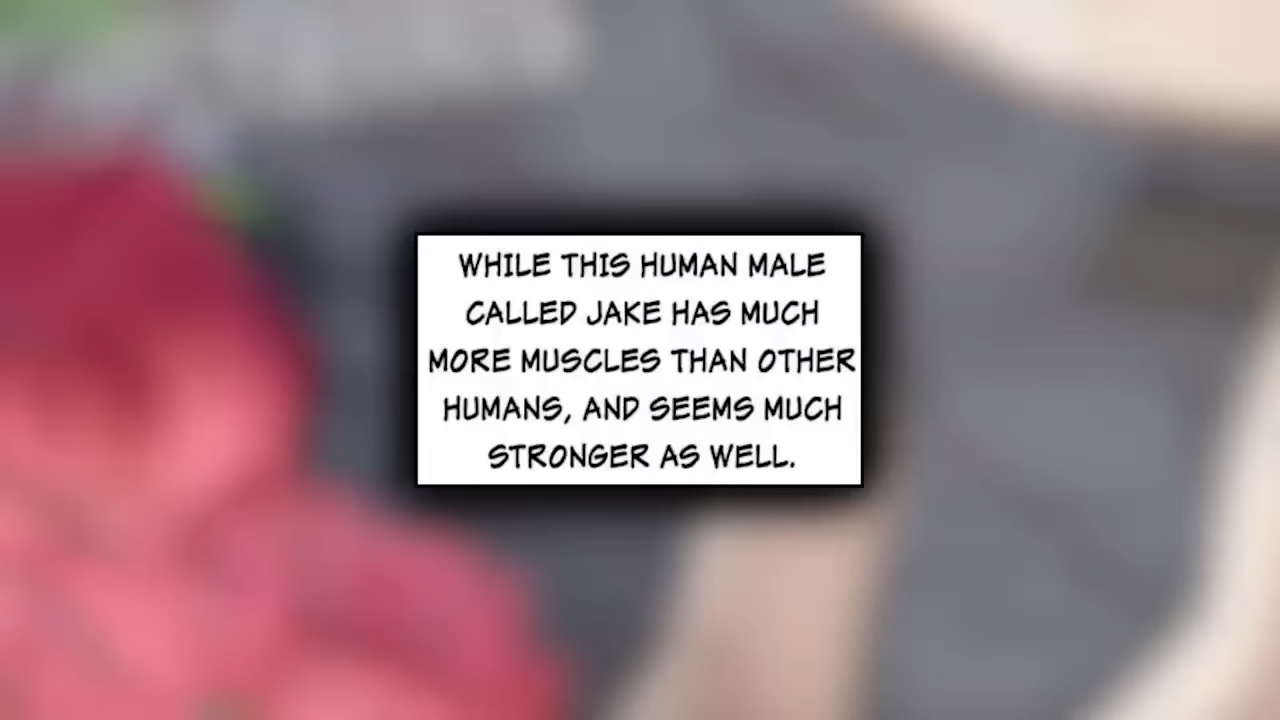 WHILE THIS HUMAN MALE
CALLED JAKE HAS MUCH
MORE MUSCLES THAN OTHER
HUMANS, AND SEEMS MUCH
STRONGER AS WELL.